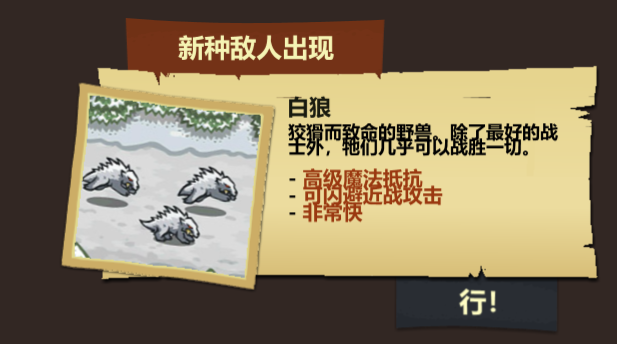 新种敌人出现
白狼
狡猾而致命的野兽。除了最好的战
士外，牠们几乎可以战胜一切。
- 高级魔法抵抗
- 可闪避近战攻击
- 非常快
行！